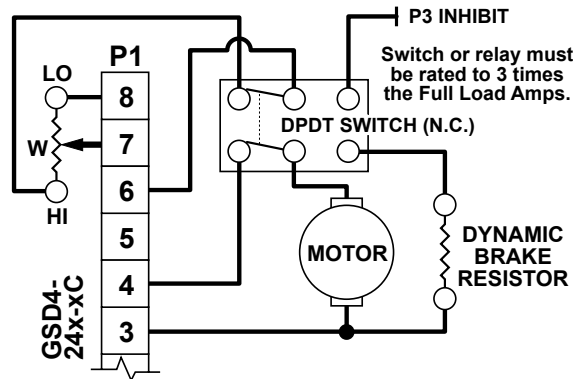 P3 INHIBIT
P1
Switch or relay must
be rated to 3 times
the Full Load Amps.
LO
8
DPDT SWITCH (N.C.)
W
7
6
HI
5
MOTOR
DYNAMIC
BRAKE
RESISTOR
4
3
GSD4-
24x-xC